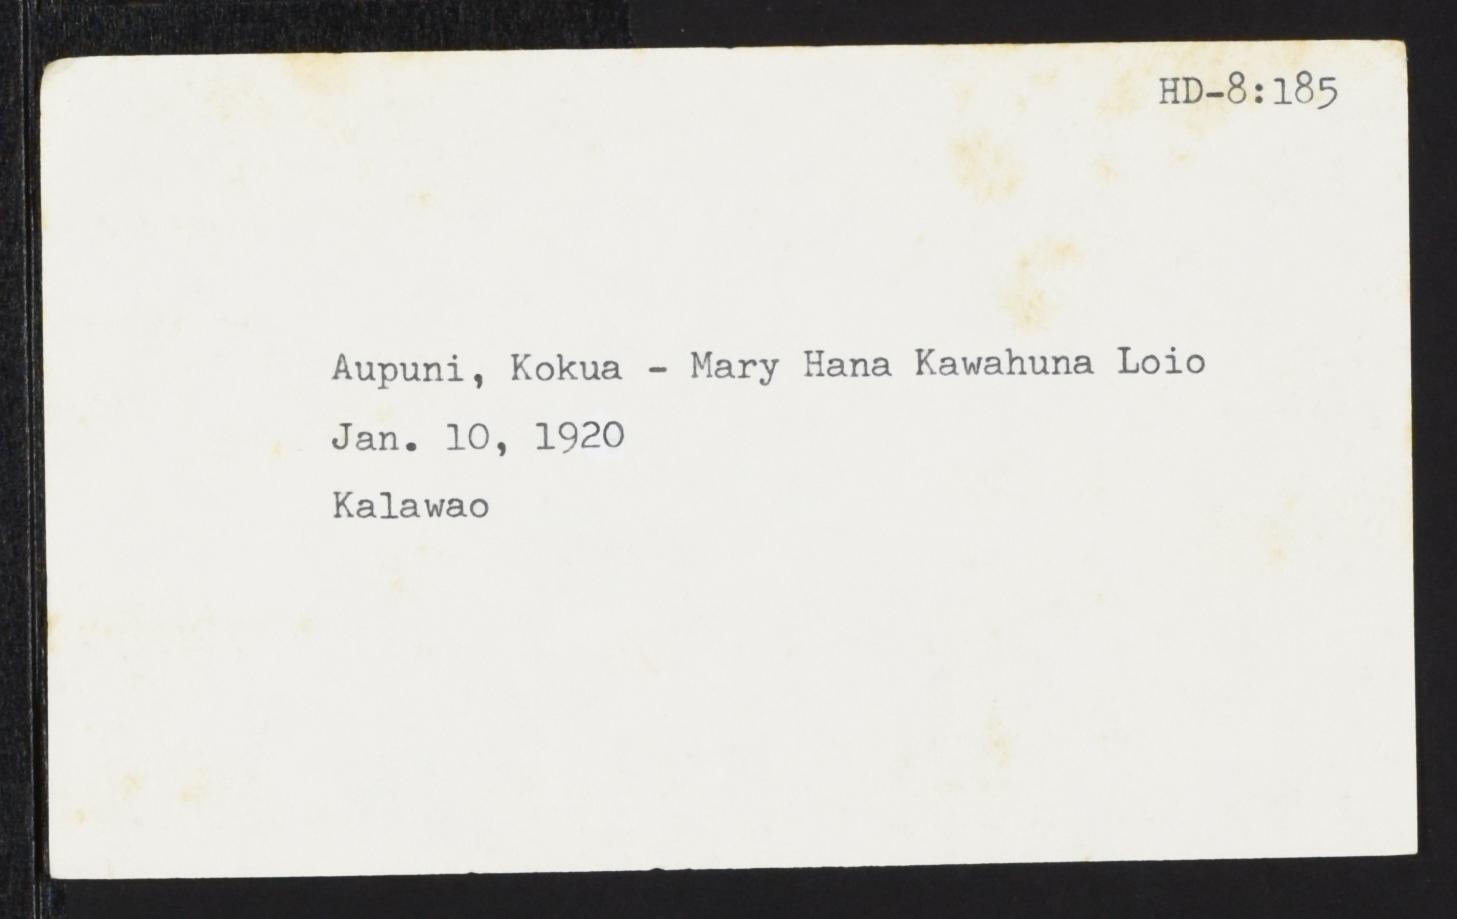 HD-8:185
Aupuni, Kokua - Mary Hana Kawahuna Loio
Jan. 10, 1920
Kalawao